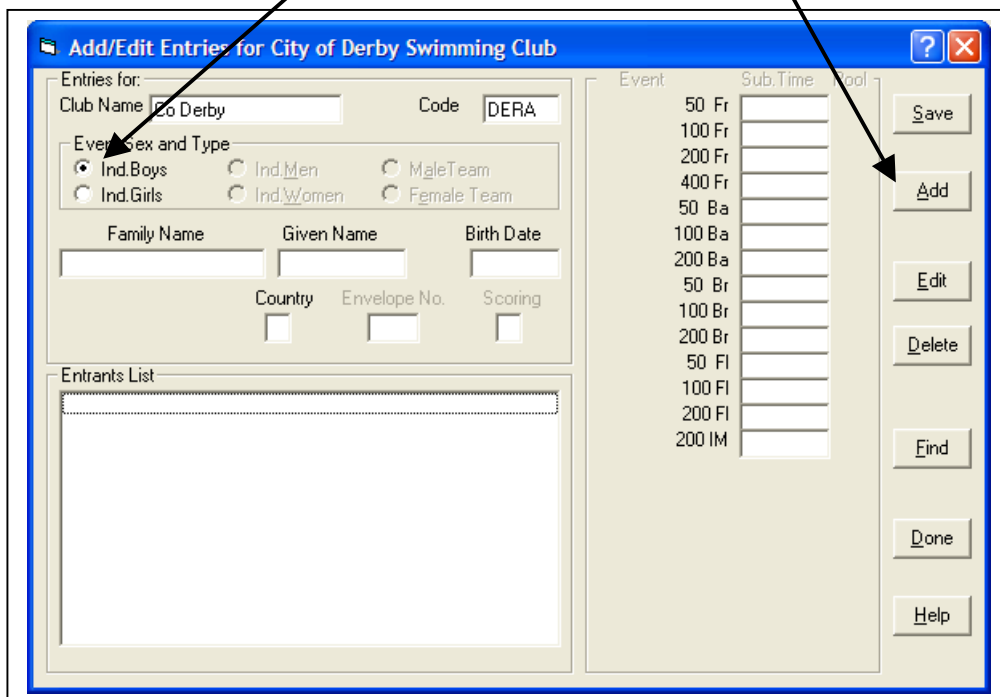 Add/Edit Entries for City of Derby Swimming Club
Entries for:
Club Name Co Derby Code DERA
Event Sex and Type
Ind.Boys Ind.Men MaleTeam
Ind.Girls Ind.Women Female Team
Family Name Given Name Birth Date
Country Envelope No. Scoring
Entrants List
Event Sub.Time Pool
50 Fr
100 Fr
200 Fr
400 Fr
50 Ba
100 Ba
200 Ba
50 Br
100 Br
200 Br
50 Fl
100 Fl
200 Fl
200 IM
Save
Add
Edit
Delete
Find
Done
Help